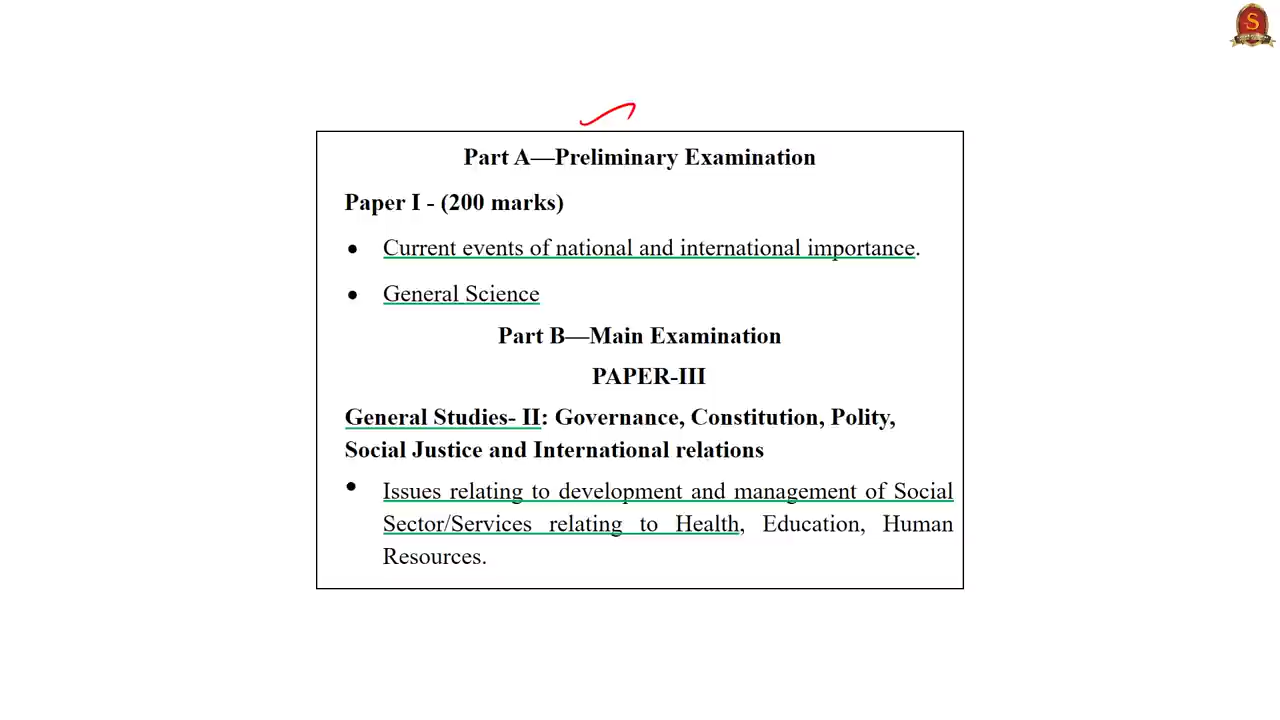 S
Part A—Preliminary Examination
Paper I - (200 marks)
• Current events of national and international importance.
• General Science
Part B—Main Examination
PAPER-III
General Studies- II: Governance, Constitution, Polity,
Social Justice and International relations
• Issues relating to development and management of Social
Sector/Services relating to Health, Education, Human
Resources.